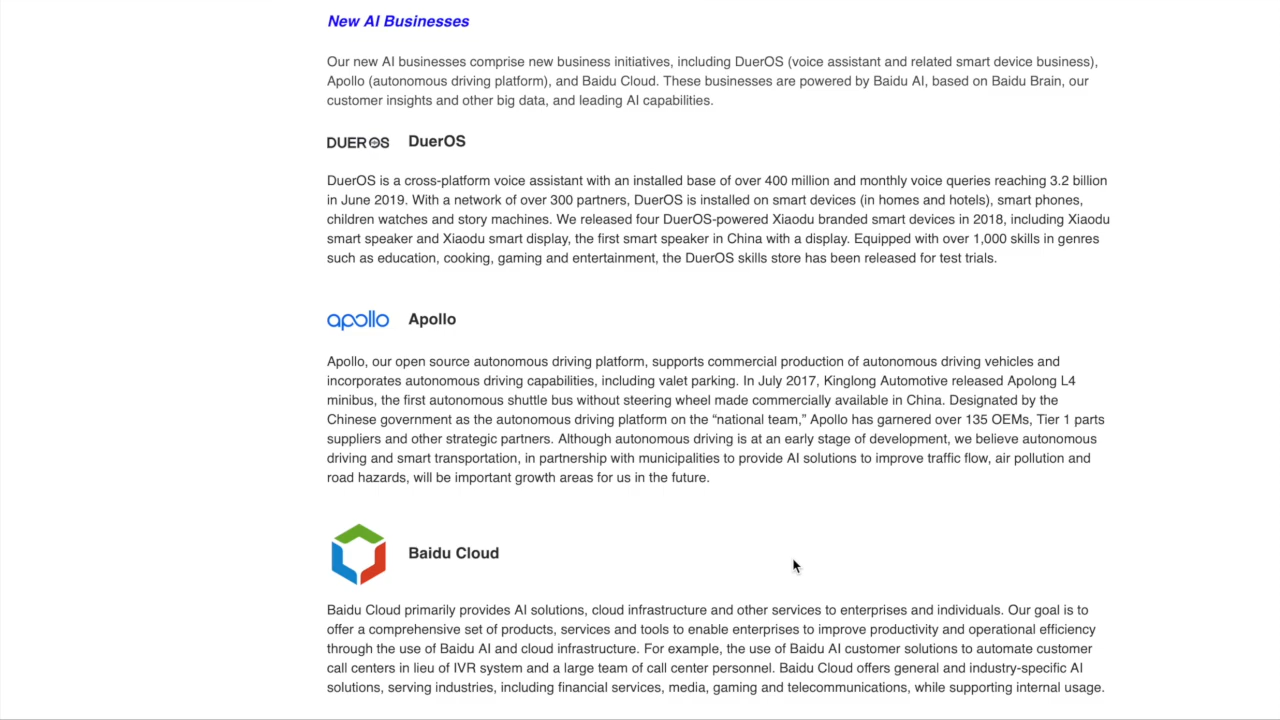 New AI Businesses
Our new AI businesses comprise new business initiatives, including DuerOS (voice assistant and related smart device business),
Apollo (autonomous driving platform), and Baidu Cloud. These businesses are powered by Baidu AI, based on Baidu Brain, our
customer insights and other big data, and leading AI capabilities.
DUEROS DuerOS
DuerOS is a cross-platform voice assistant with an installed base of over 400 million and monthly voice queries reaching 3.2 billion
in June 2019. With a network of over 300 partners, DuerOS is installed on smart devices (in homes and hotels), smart phones,
children watches and story machines. We released four DuerOS-powered Xiaodu branded smart devices in 2018, including Xiaodu
smart speaker and Xiaodu smart display, the first smart speaker in China with a display. Equipped with over 1,000 skills in genres
such as education, cooking, gaming and entertainment, the DuerOS skills store has been released for test trials.
apollo Apollo
Apollo, our open source autonomous driving platform, supports commercial production of autonomous driving vehicles and
incorporates autonomous driving capabilities, including valet parking. In July 2017, Kinglong Automotive released Apolong L4
minibus, the first autonomous shuttle bus without steering wheel made commercially available in China. Designated by the
Chinese government as the autonomous driving platform on the “national team,” Apollo has garnered over 135 OEMs, Tier 1 parts
suppliers and other strategic partners. Although autonomous driving is at an early stage of development, we believe autonomous
driving and smart transportation, in partnership with municipalities to provide AI solutions to improve traffic flow, air pollution and
road hazards, will be important growth areas for us in the future.
Baidu Cloud
Baidu Cloud primarily provides AI solutions, cloud infrastructure and other services to enterprises and individuals. Our goal is to
offer a comprehensive set of products, services and tools to enable enterprises to improve productivity and operational efficiency
through the use of Baidu AI and cloud infrastructure. For example, the use of Baidu AI customer solutions to automate customer
call centers in lieu of IVR system and a large team of call center personnel. Baidu Cloud offers general and industry-specific AI
solutions, serving industries, including financial services, media, gaming and telecommunications, while supporting internal usage.